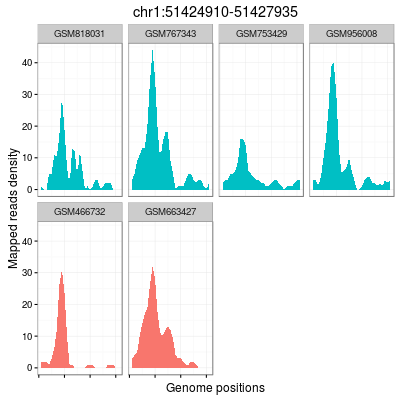 chr1:51424910-51427935
GSM818031 GSM767343 GSM753429 GSM956008
40
30
20
10
0
Mapped reads density
GSM466732 GSM663427
40
30
20
10
0
Genome positions